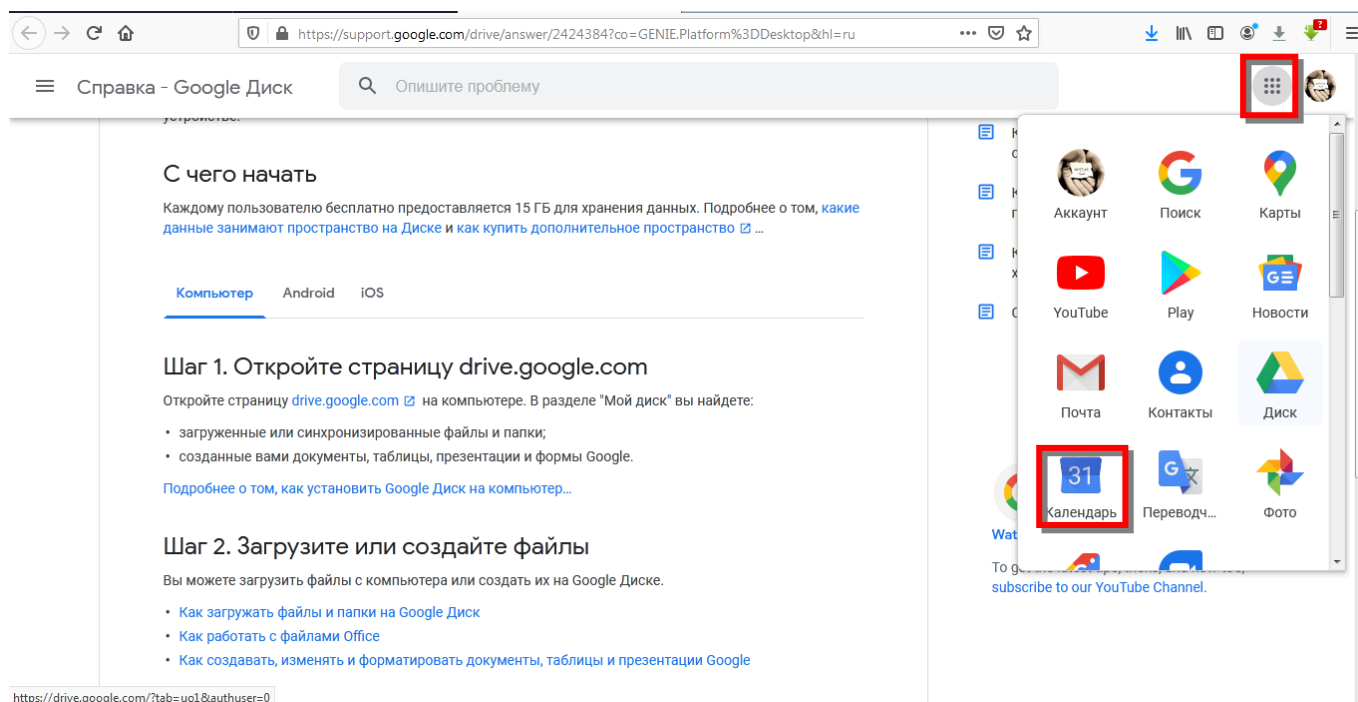 https://support.google.com/drive/answer/2424384?co=GENIE.Platform%3DDesktop&hl=ru
?
Справка - Google Диск
Опишите проблему
устройстве.
С чего начать
Каждому пользователю бесплатно предоставляется 15 ГБ для хранения данных. Подробнее о том, какие
данные занимают пространство на Диске и как купить дополнительное пространство ...
Компьютер Android iOS
Шаг 1. Откройте страницу drive.google.com
Откройте страницу drive.google.com на компьютере. В разделе "Мой диск" вы найдете:
• загруженные или синхронизированные файлы и папки;
• созданные вами документы, таблицы, презентации и формы Google.
Подробнее о том, как установить Google Диск на компьютер...
Шаг 2. Загрузите или создайте файлы
Вы можете загрузить файлы с компьютера или создать их на Google Диске.
• Как загружать файлы и папки на Google Диск
• Как работать с файлами Office
• Как создавать, изменять и форматировать документы, таблицы и презентации Google
https://drive.google.com/?tab=uo1&authuser=0
Аккаунт Поиск Карты
YouTube Play Новости
Почта Контакты Диск
31
Календарь Переводч... Фото
Wat
To g
subscribe to our YouTube Channel.